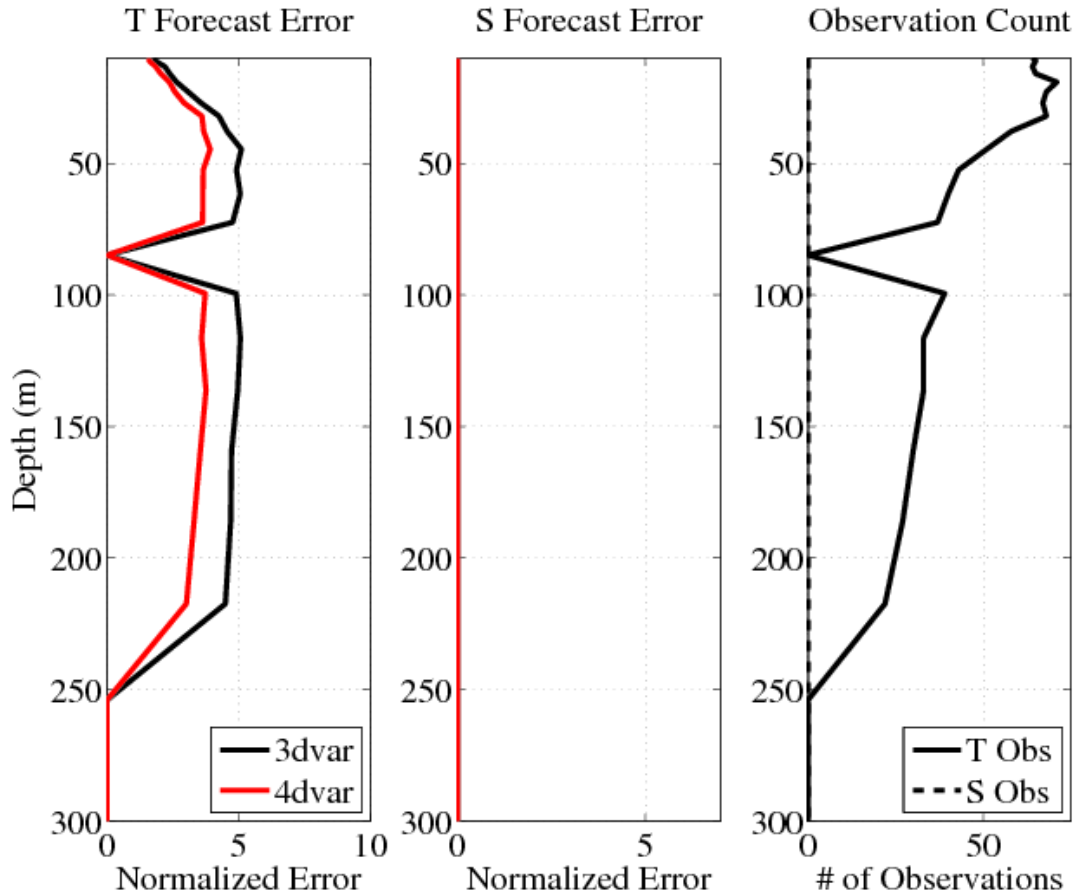 T Forecast Error
S Forecast Error
Observation Count
Depth (m)
50
100
150
200
250
300
0
5
10
Normalized Error
3dvar
4dvar
50
100
150
200
250
300
0
5
Normalized Error
50
100
150
200
250
300
0
50
# of Observations
T Obs
S Obs